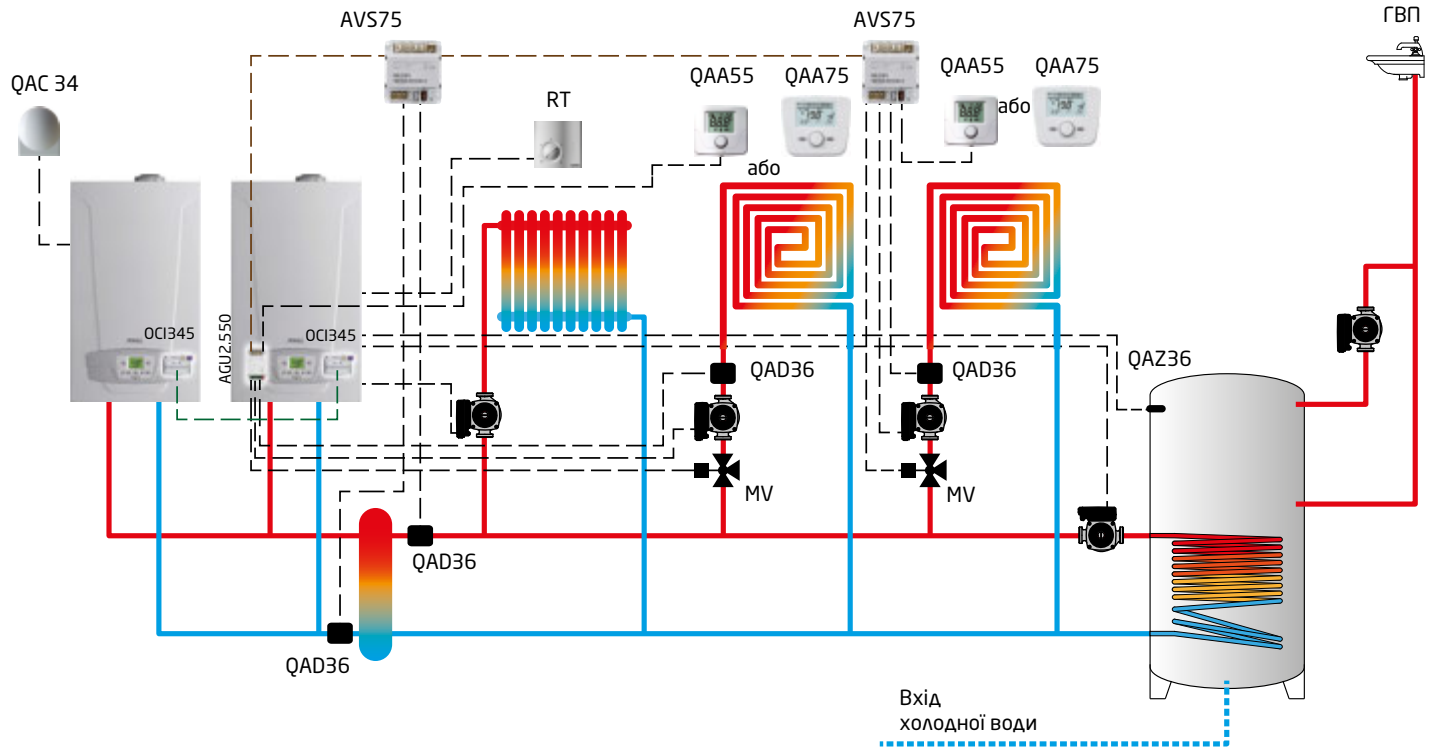 AVS75
AVS75
ГВП
QAA55
QAA75
QAA55
або
QAA75
QAC 34
RT
або
AGU2.550
OCI345
OCI345
QAD36
QAD36
QAZ36
MV
MV
QAD36
QAD36
Вхід
холодної води